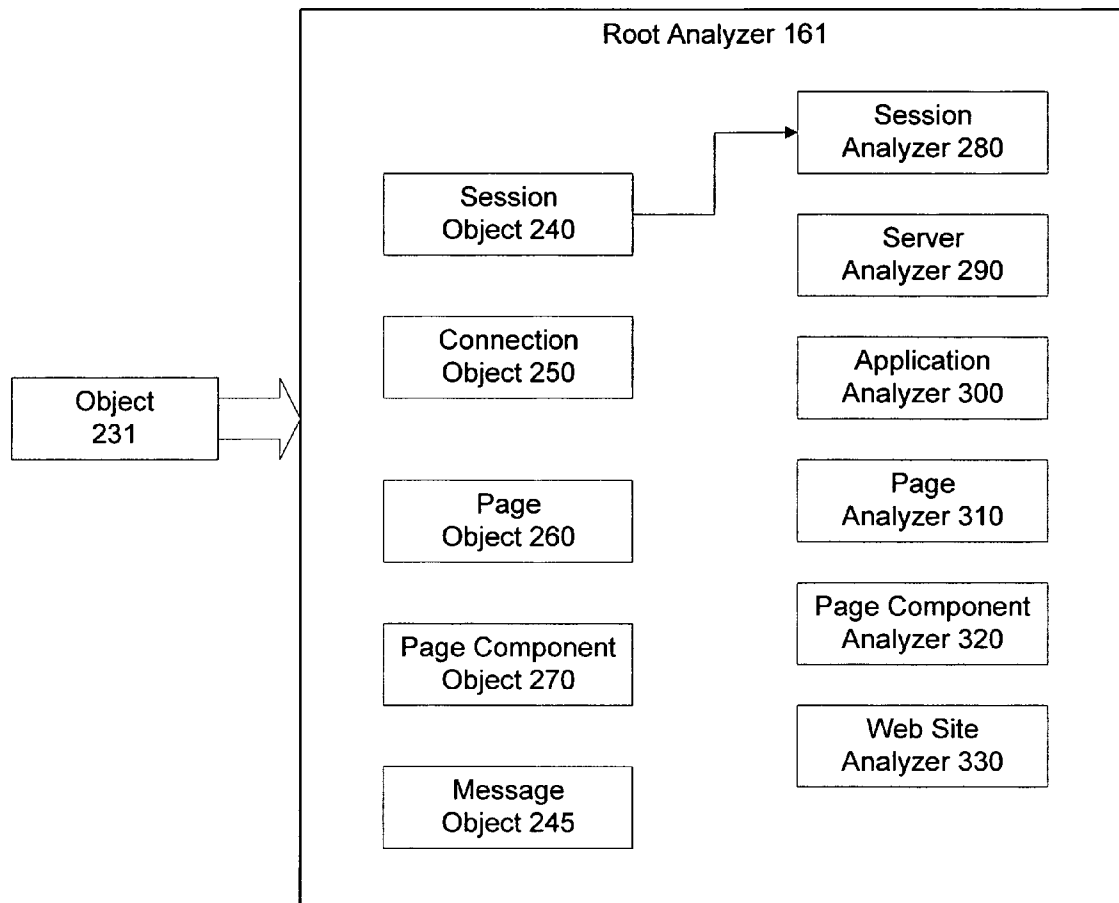 Root Analyzer 161
Session
Analyzer 280
Session
Object 240
Server
Analyzer 290
Connection
Object 250
Application
Analyzer 300
Object
231
Page
Object 260
Page
Analyzer 310
Page Component
Analyzer 320
Page Component
Object 270
Web Site
Analyzer 330
Message
Object 245